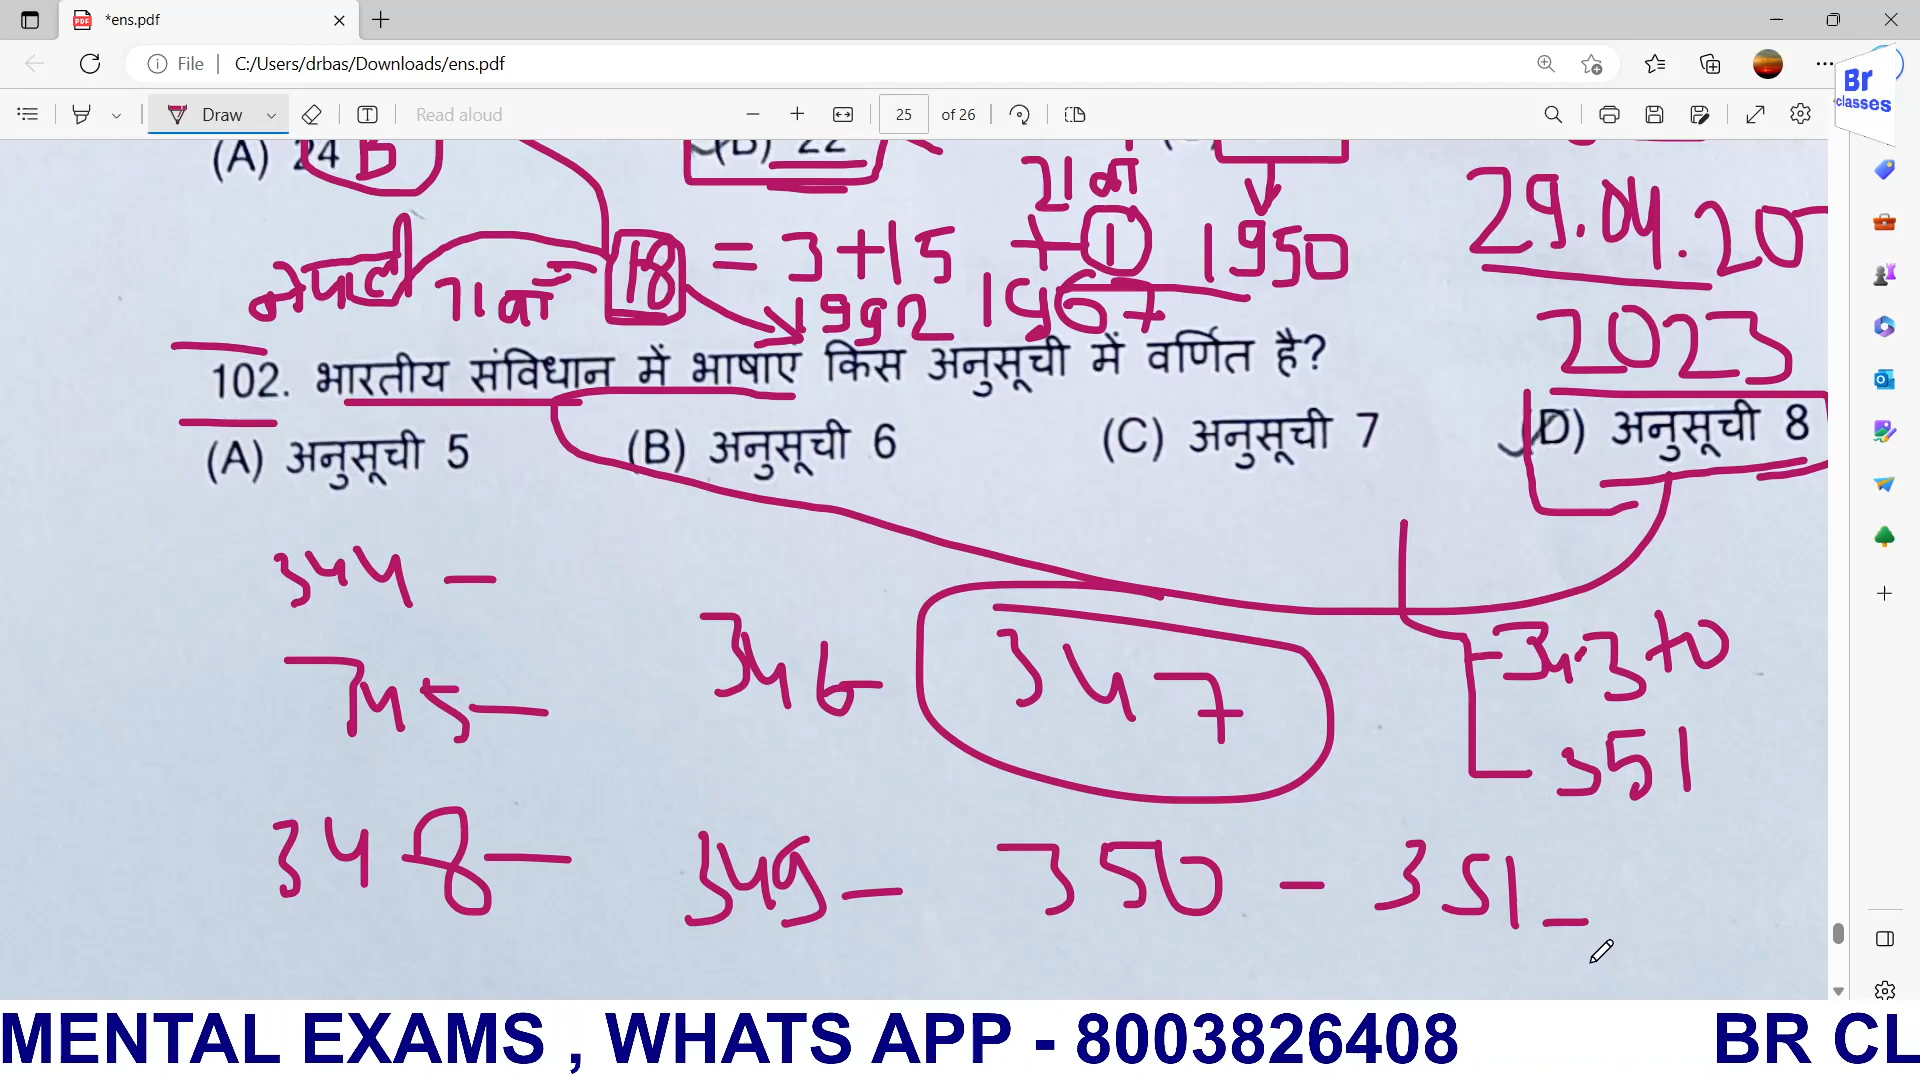 *ens.pdf
File C:/Users/drbas/Downloads/ens.pdf
Br
classes
Draw Read aloud 25 of 26
(A) 24 B (B) 22
21वा 29.04.20
18 = 3+15 +1 1950
1992 1967
2023
102. भारतीय संविधान में भाषाए किस अनुसूची में वर्णित है?
(A) अनुसूची 5 (B) अनुसूची 6 (C) अनुसूची 7 (D) अनुसूची 8
344 -
345 - 346 - 347
351
348 - 349 - 350 - 351 -
MENTAL EXAMS , WHATS APP - 8003826408 BR CL